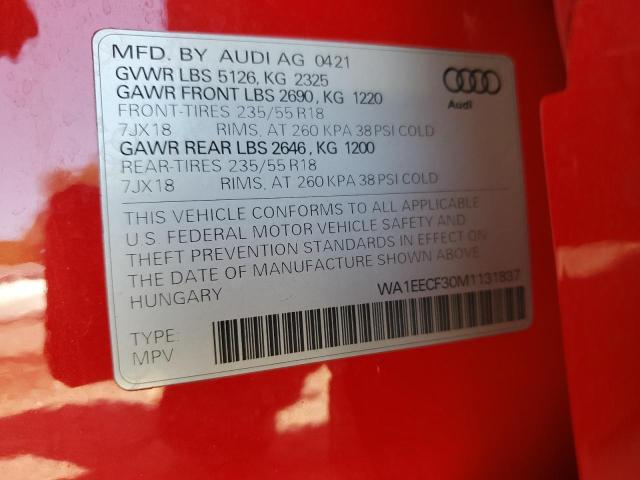 MFD. BY AUDI AG 0421
GVWR LBS 5126, KG 2325
GAWR FRONT LBS 2690, KG 1220
FRONT-TIRES 235/55 R18
7JX18 RIMS, AT 260 KPA 38 PSI COLD
GAWR REAR LBS 2646, KG 1200
REAR-TIRES 235/55 R18
7JX18 RIMS, AT 260 KPA 38 PSI COLD
Audi
THIS VEHICLE CONFORMS TO ALL APPLICABLE
U.S. FEDERAL MOTOR VEHICLE SAFETY AND
THEFT PREVENTION STANDARDS IN EFFECT ON
THE DATE OF MANUFACTURE SHOWN ABOVE
HUNGARY
WA1EECF30M1131837
TYPE:
MPV